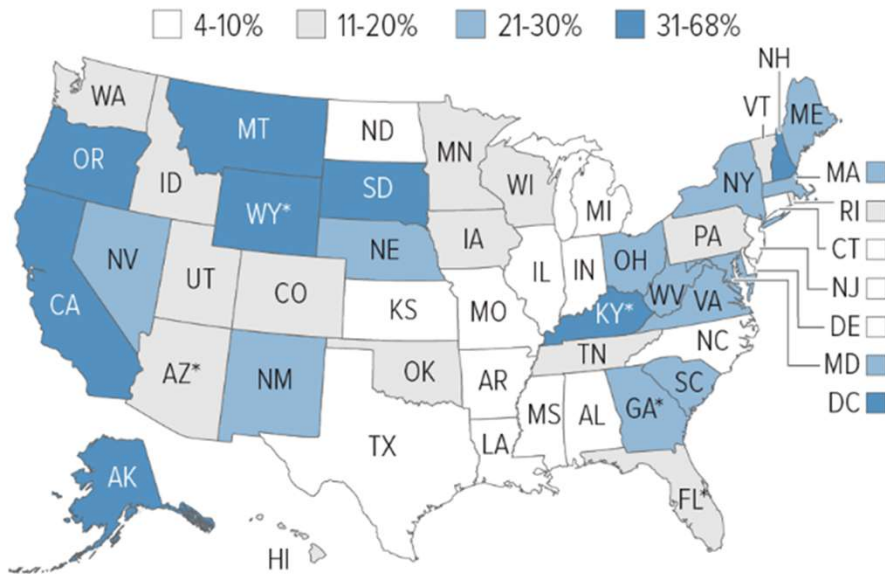 4-10% 11-20% 21-30% 31-68%
NH
WA
VT
ME
MT
ND
MN
OR
ID
SD
WI
NY
MA
WY*
MI
RI
NE
IA
PA
CT
NV
UT
CO
IL
IN
OH
NJ
CA
KS
MO
WV
VA
KY*
DE
NC
MD
AZ*
NM
OK
TN
AR
SC
DC
MS
AL
GA*
TX
LA
AK
FL*
HI